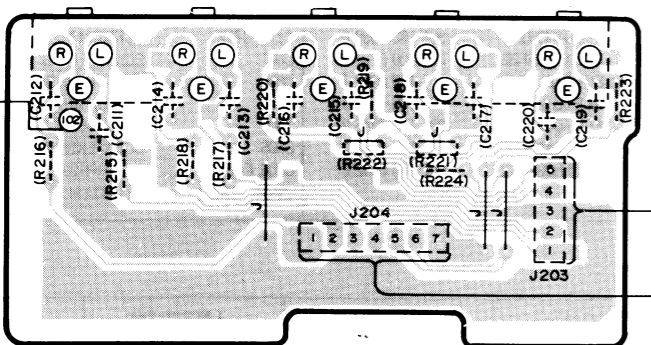 R L R L R L R L R L
E E E E E
(C212) (C214) R220 (C216) (C215) (R219) (C218) (C217) (C220) (C219) (R223)
102 (C211) (C213)
(R216) (R215) (R218) (R217) J (R222) J (R221)
(R224)
J J J
J204
1 2 3 4 5 6 7
5
4
3
2
1
J203